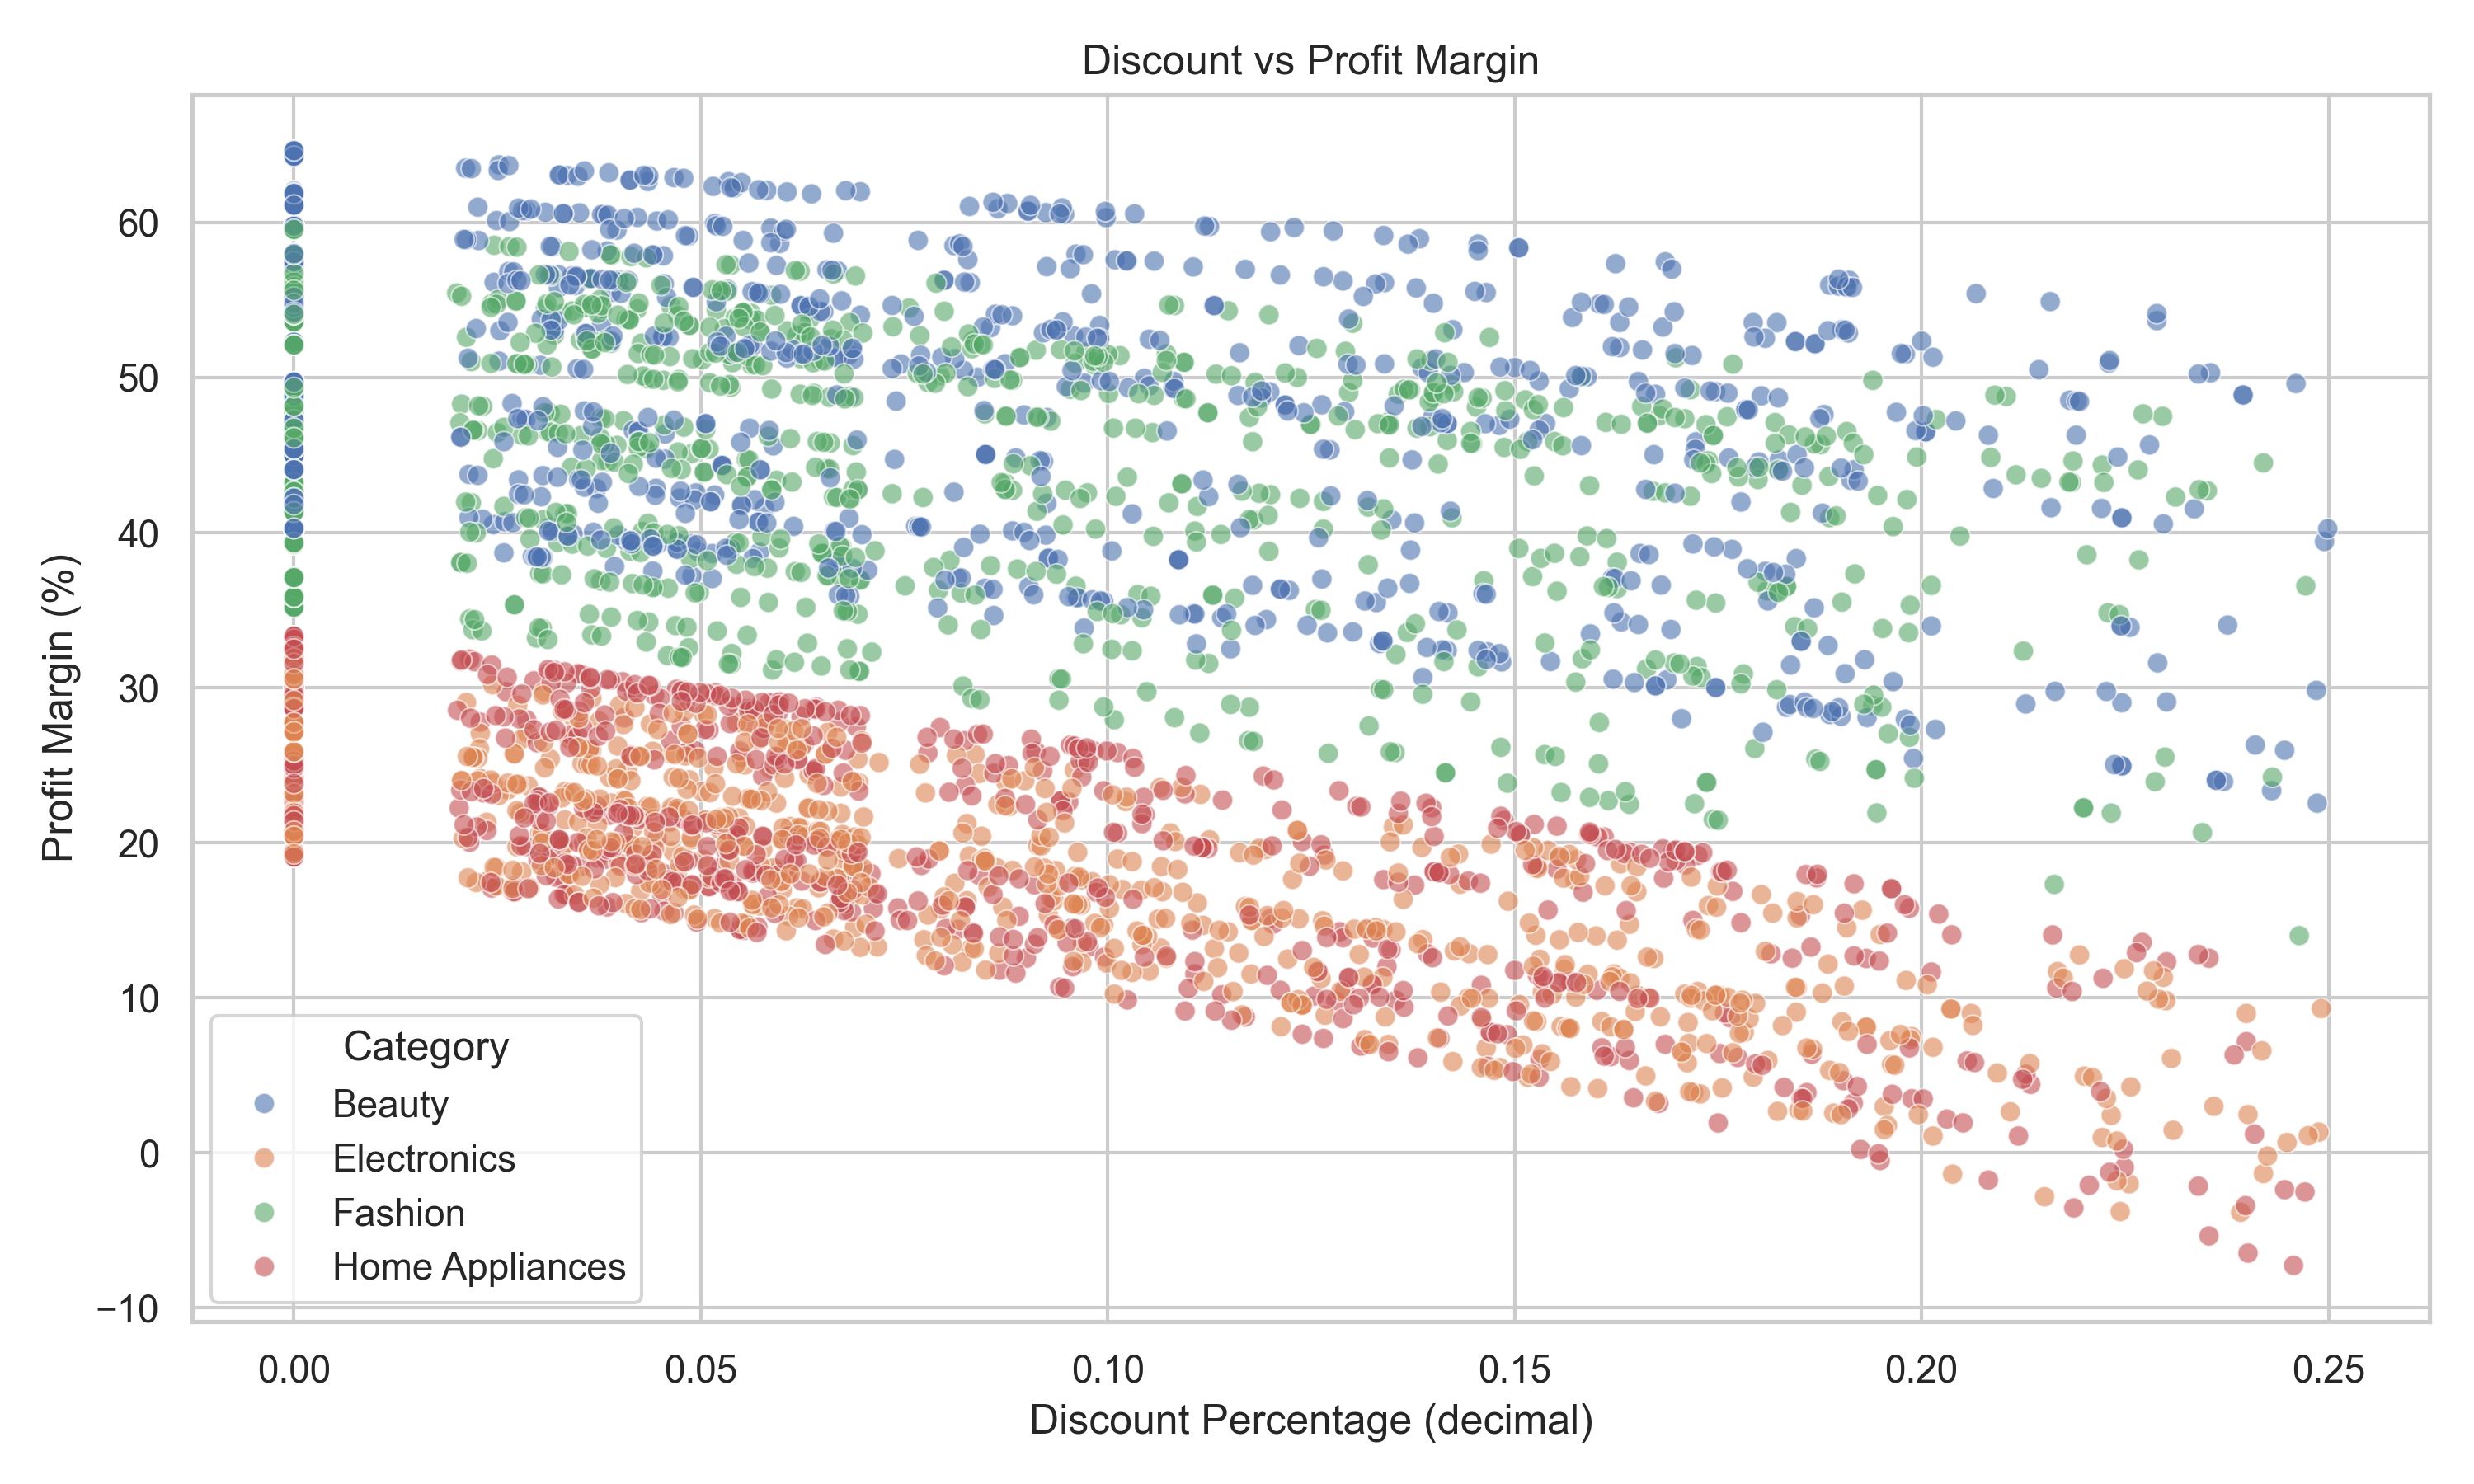 Discount vs Profit Margin
Profit Margin (%)
60
50
40
30
20
10
0
−10
Category
Beauty
Electronics
Fashion
Home Appliances
0.00 0.05 0.10 0.15 0.20 0.25
Discount Percentage (decimal)